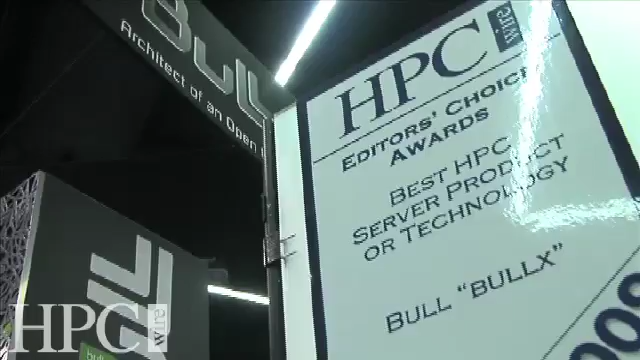 Bull
Architect of an Open
HPC wire
EDITORS' CHOICE
AWARDS
BEST HPC
SERVER PRODUCT
OR TECHNOLOGY
BULL "BULLX"
HPC wire